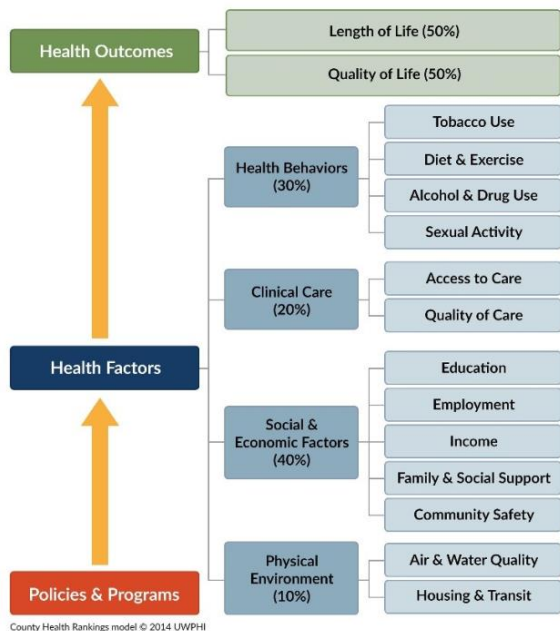 Health Outcomes
Length of Life (50%)
Quality of Life (50%)
Health Factors
Health Behaviors
(30%)
Tobacco Use
Diet & Exercise
Alcohol & Drug Use
Sexual Activity
Clinical Care
(20%)
Access to Care
Quality of Care
Social &
Economic Factors
(40%)
Education
Employment
Income
Family & Social Support
Community Safety
Physical
Environment
(10%)
Air & Water Quality
Housing & Transit
Policies & Programs
County Health Rankings model © 2014 UWPHI